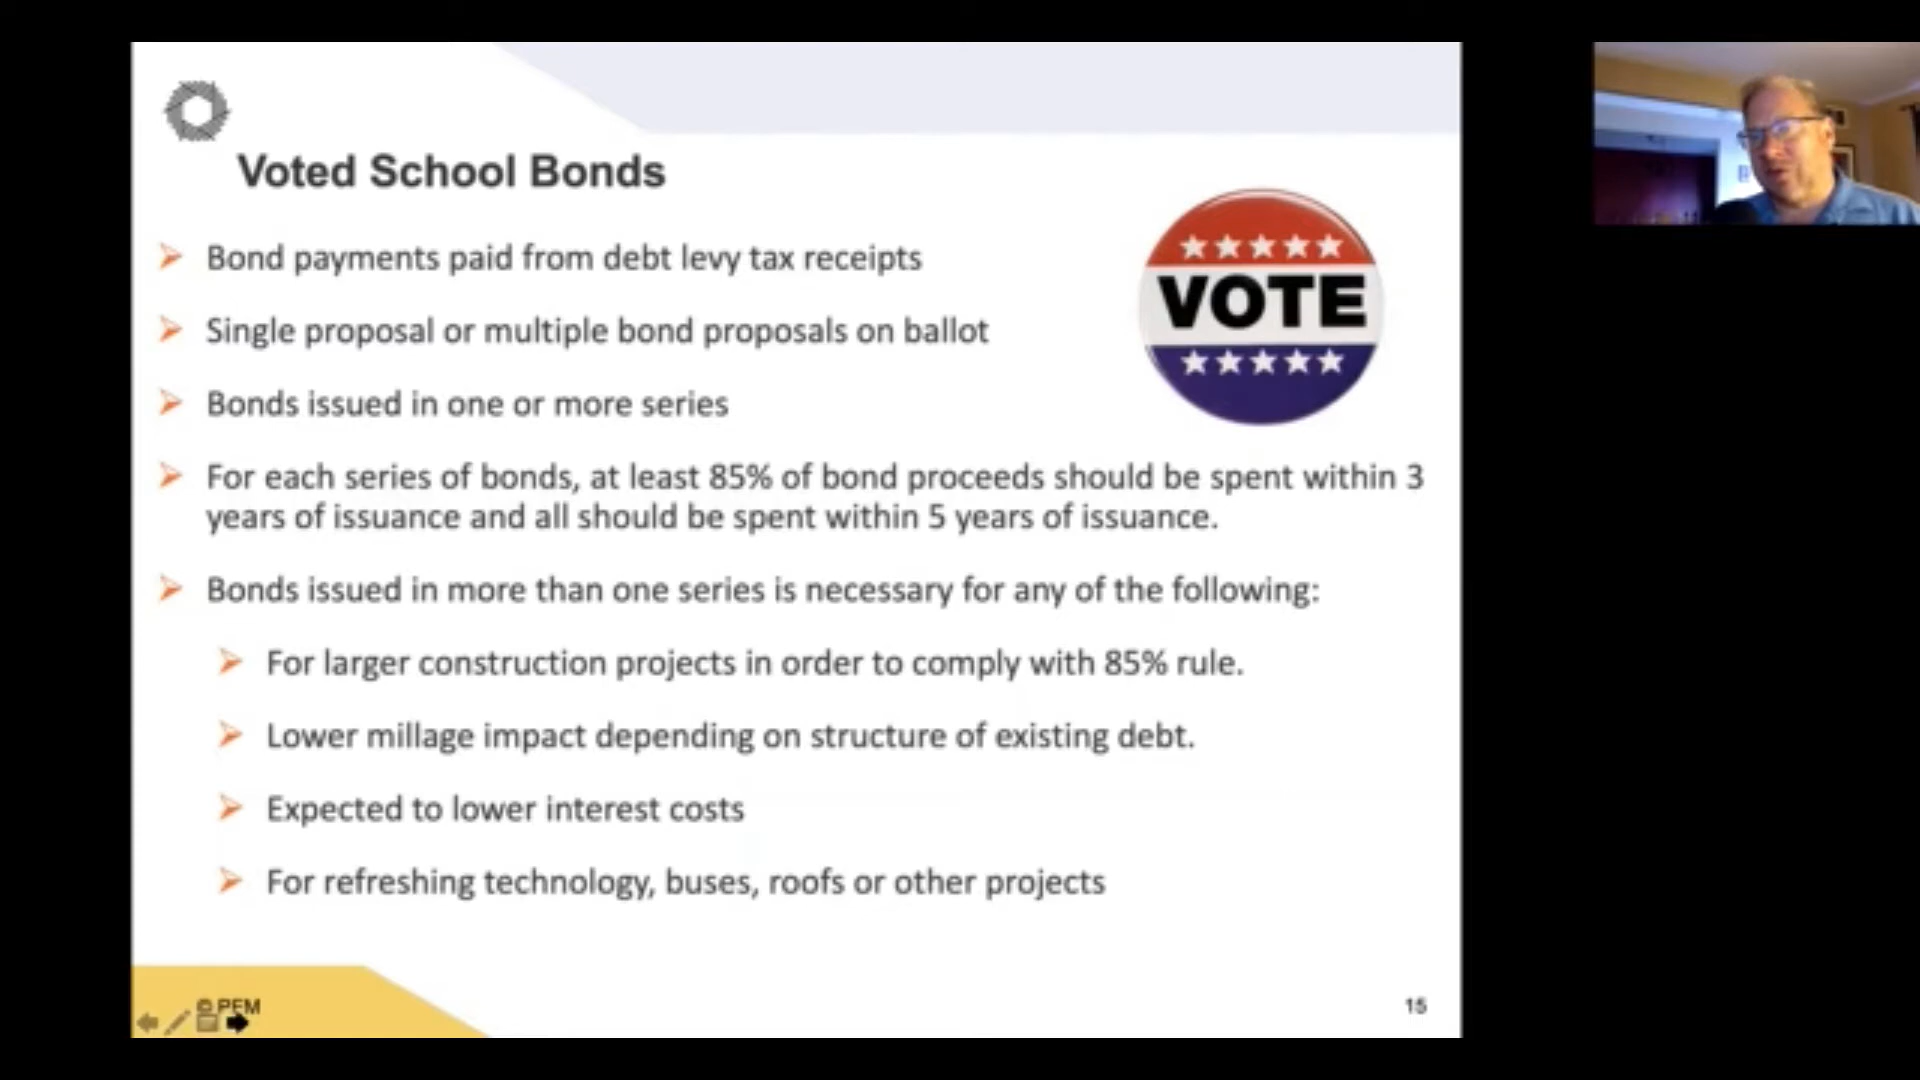 Voted School Bonds
Bond payments paid from debt levy tax receipts
Single proposal or multiple bond proposals on ballot
Bonds issued in one or more series
For each series of bonds, at least 85% of bond proceeds should be spent within 3
years of issuance and all should be spent within 5 years of issuance.
Bonds issued in more than one series is necessary for any of the following:
For larger construction projects in order to comply with 85% rule.
Lower millage impact depending on structure of existing debt.
Expected to lower interest costs
For refreshing technology, buses, roofs or other projects
VOTE
© PFM
15